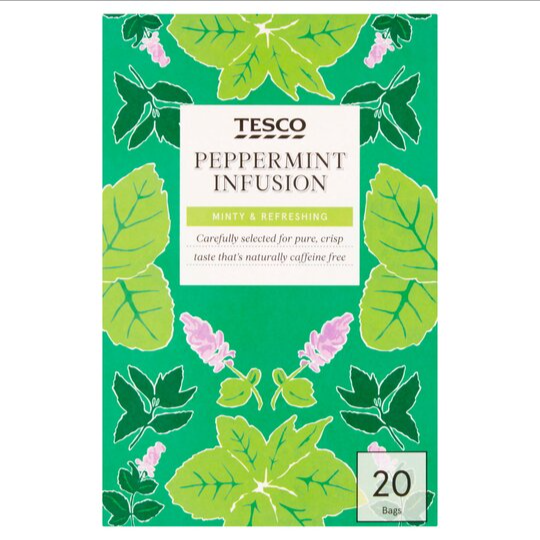 TESCO
PEPPERMINT
INFUSION
MINTY & REFRESHING
Carefully selected for pure, crisp
taste that's naturally caffeine free
20
Bags